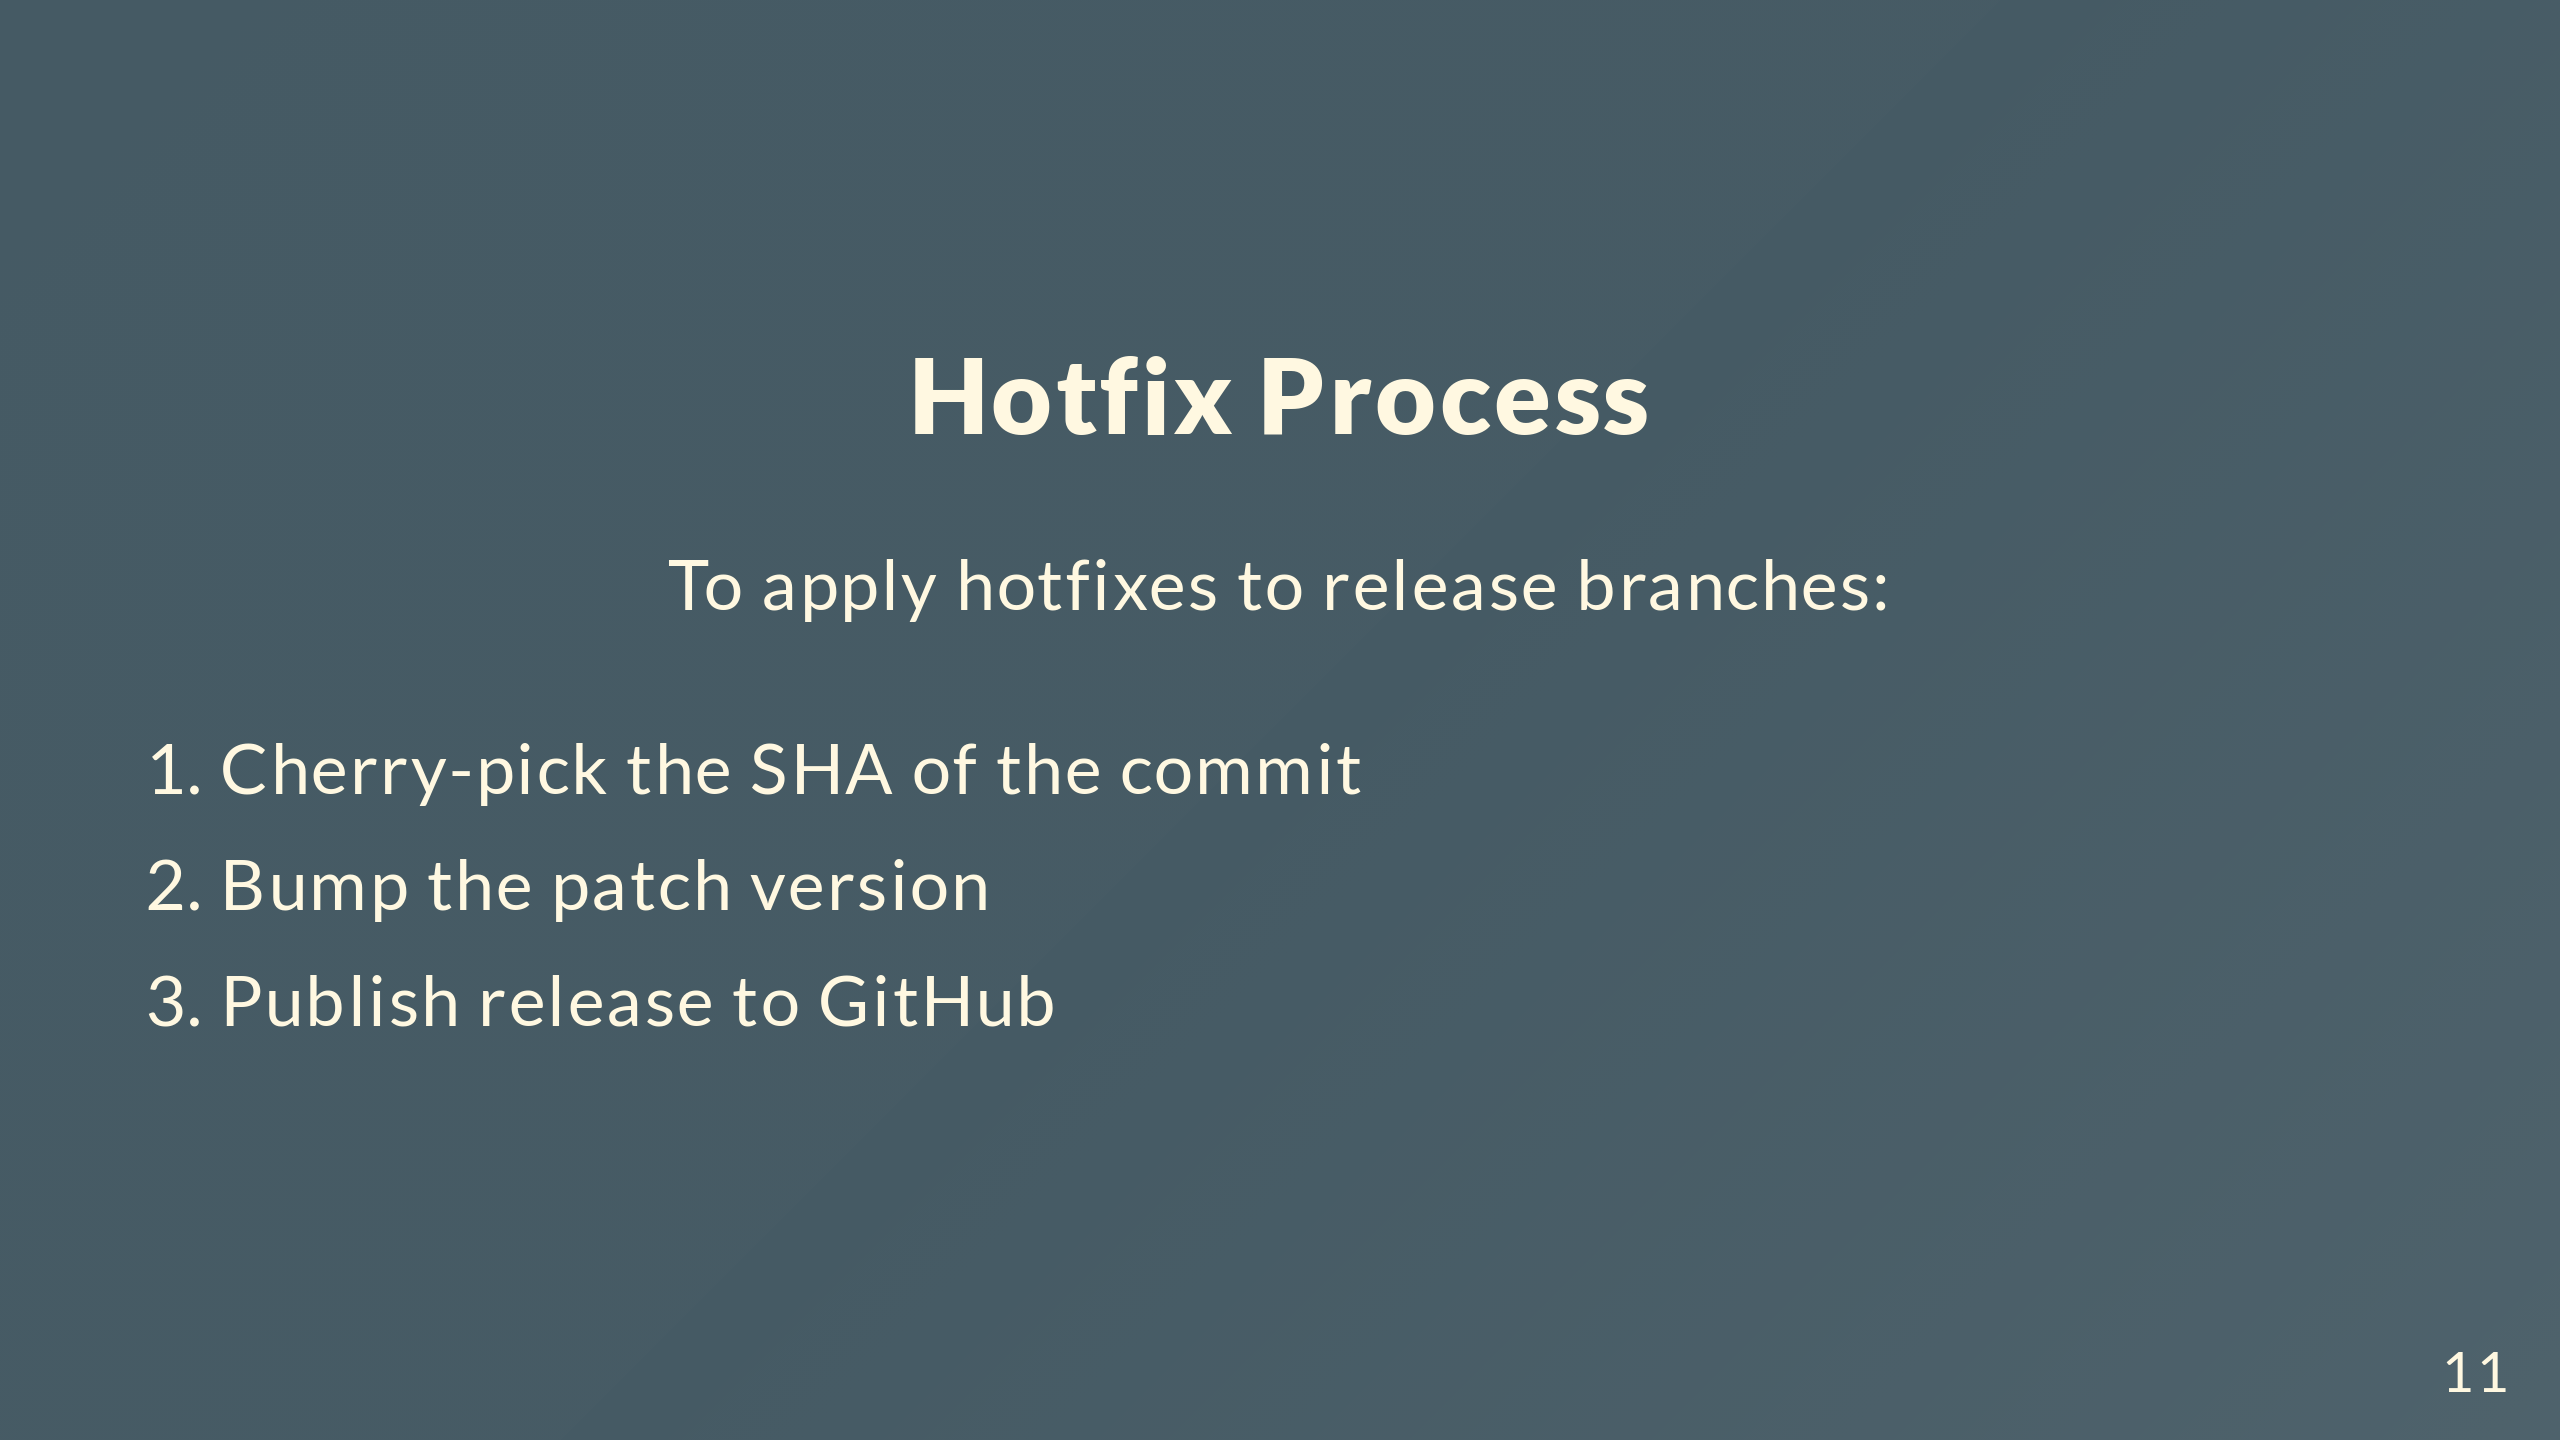 Hotfix Process
To apply hotfixes to release branches:
1. Cherry-pick the SHA of the commit
2. Bump the patch version
3. Publish release to GitHub
11